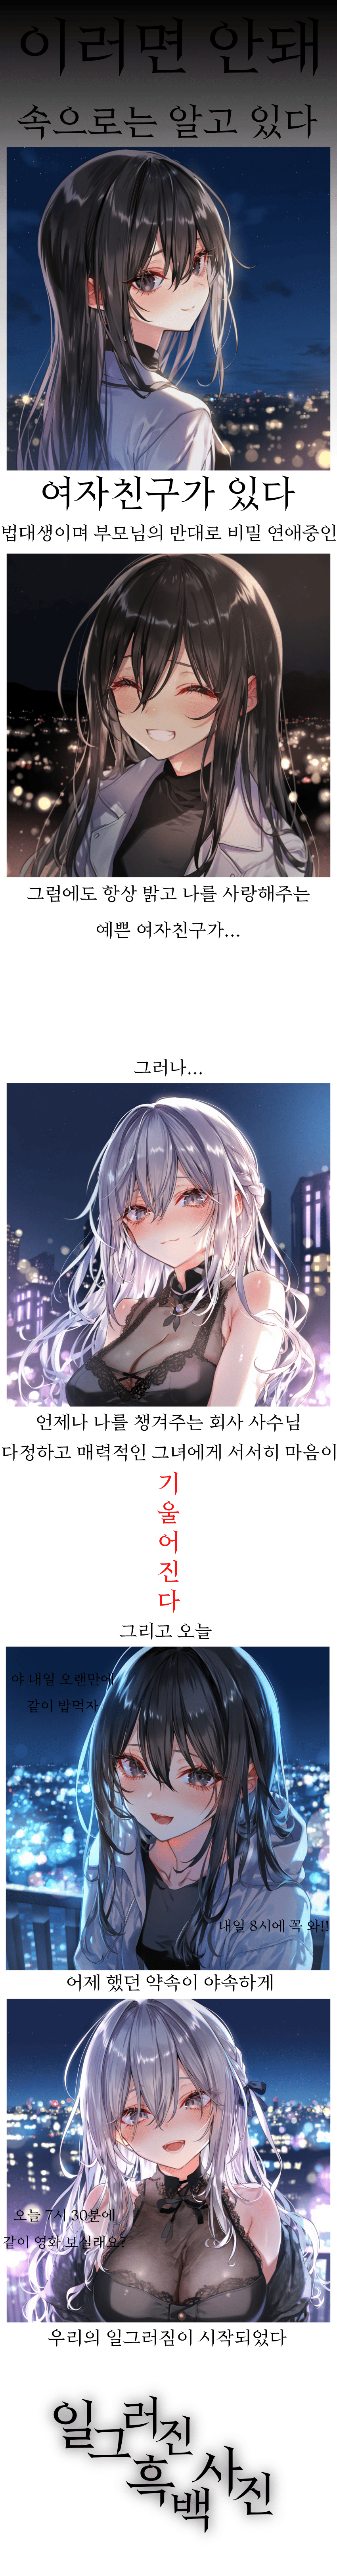 이러면 안돼
속으로는 알고 있다
여자친구가 있다
법대생이며 부모님의 반대로 비밀 연애중인
그럼에도 항상 밝고 나를 사랑해주는
예쁜 여자친구가...
그러나...
언제나 나를 챙겨주는 회사 사수님
다정하고 매력적인 그녀에게 서서히 마음이
기
울
어
진
다
그리고 오늘
야 내일 오랜만에
같이 밥먹자
내일 8시에 꼭 와!!
어제 했던 약속이 야속하게
오늘 7시 30분에
같이 영화 보실래요?
우리의 일그러짐이 시작되었다
일그러진
흑백사진